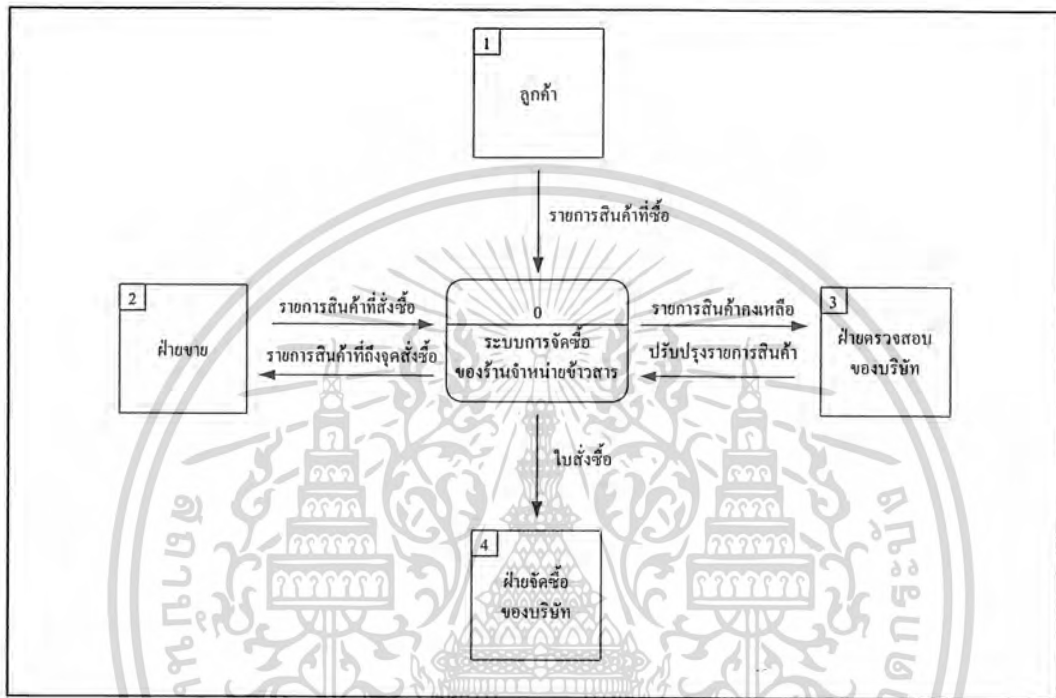 1
ลูกค้า
รายการสินค้าที่ซื้อ
2
ฝ่ายขาย
รายการสินค้าที่สั่งซื้อ
รายการสินค้าที่ถึงจุดสั่งซื้อ
0
ระบบการจัดซื้อ
ของร้านจำหน่ายข้าวสาร
รายการสินค้าคงเหลือ
ปรับปรุงรายการสินค้า
3
ฝ่ายตรวจสอบ
ของบริษัท
ใบสั่งซื้อ
4
ฝ่ายจัดซื้อ
ของบริษัท